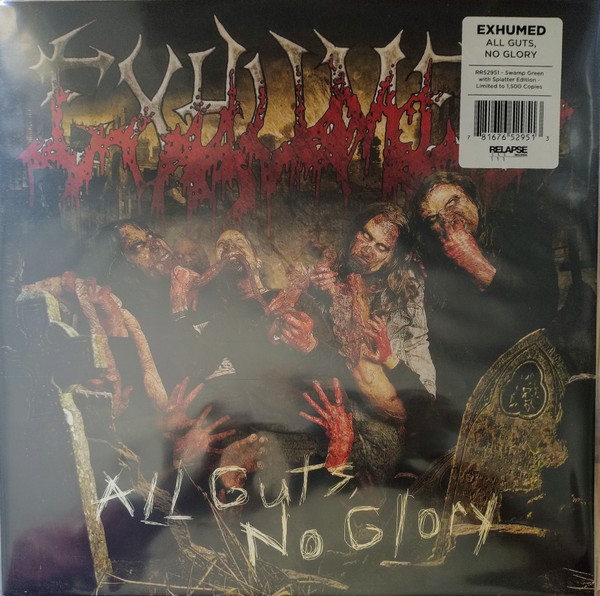 EXHUMED
EXHUMED
ALL GUTS,
NO GLORY
RRS2951 - Swamp Green
with Splatter Edition -
Limited to 1,500 Copies
7 81676 52951 3
RELAPSE
All Guts,
No Glory